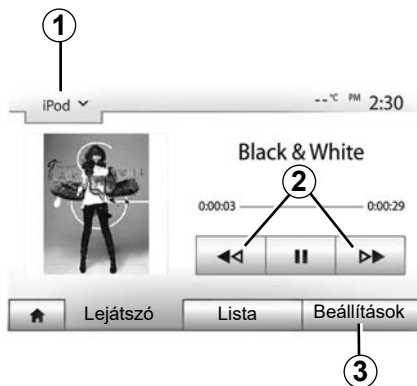 1
iPod
--°C PM 2:30
Black & White
2
0:00:03 0:00:29
Lejátszó Lista Beállítások
3